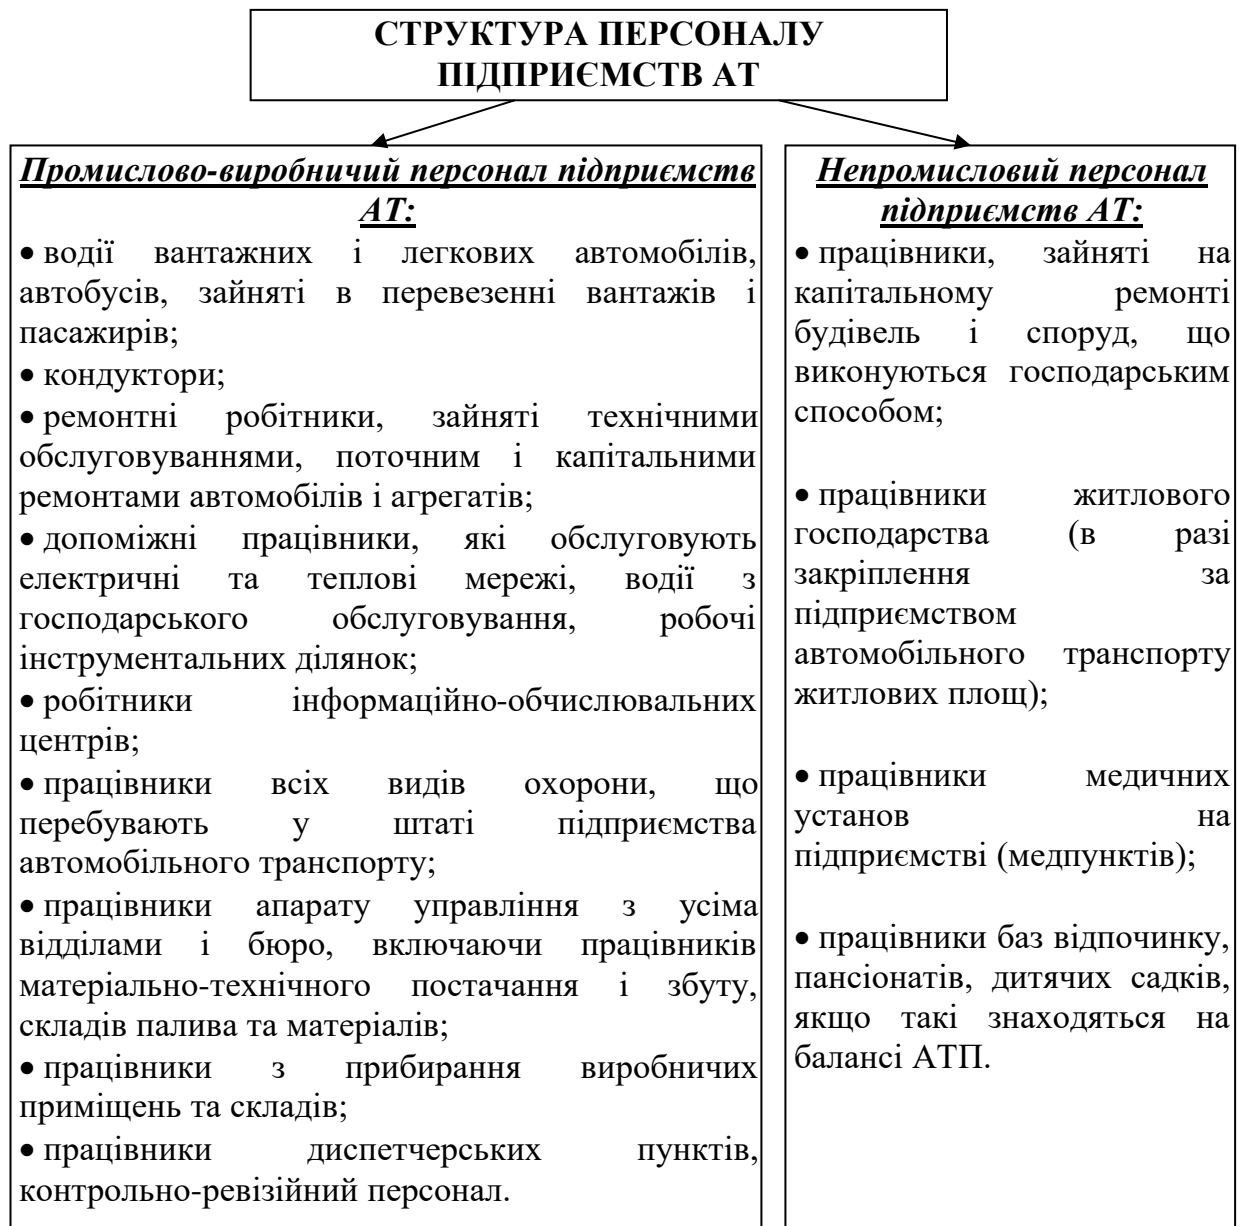 СТРУКТУРА ПЕРСОНАЛУ
ПІДПРИЄМСТВ АТ
Промислово-виробничий персонал підприємств
АТ:
• водії вантажних і легкових автомобілів,
автобусів, зайняті в перевезенні вантажів і
пасажирів;
• кондуктори;
• ремонтні робітники, зайняті технічними
обслуговуваннями, поточним і капітальними
ремонтами автомобілів і агрегатів;
• допоміжні працівники, які обслуговують
електричні та теплові мережі, водії з
господарського обслуговування, робочі
інструментальних ділянок;
• робітники інформаційно-обчислювальних
центрів;
• працівники всіх видів охорони, що
перебувають у штаті підприємства
автомобільного транспорту;
• працівники апарату управління з усіма
відділами і бюро, включаючи працівників
матеріально-технічного постачання і збуту,
складів палива та матеріалів;
• працівники з прибирання виробничих
приміщень та складів;
• працівники диспетчерських пунктів,
контрольно-ревізійний персонал.
Непромисловий персонал
підприємств АТ:
• працівники, зайняті на
капітальному ремонті
будівель і споруд, що
виконуються господарським
способом;
• працівники житлового
господарства (в разі
закріплення за
підприємством
автомобільного транспорту
житлових площ);
• працівники медичних
установ на
підприємстві (медпунктів);
• працівники баз відпочинку,
пансіонатів, дитячих садків,
якщо такі знаходяться на
балансі АТП.